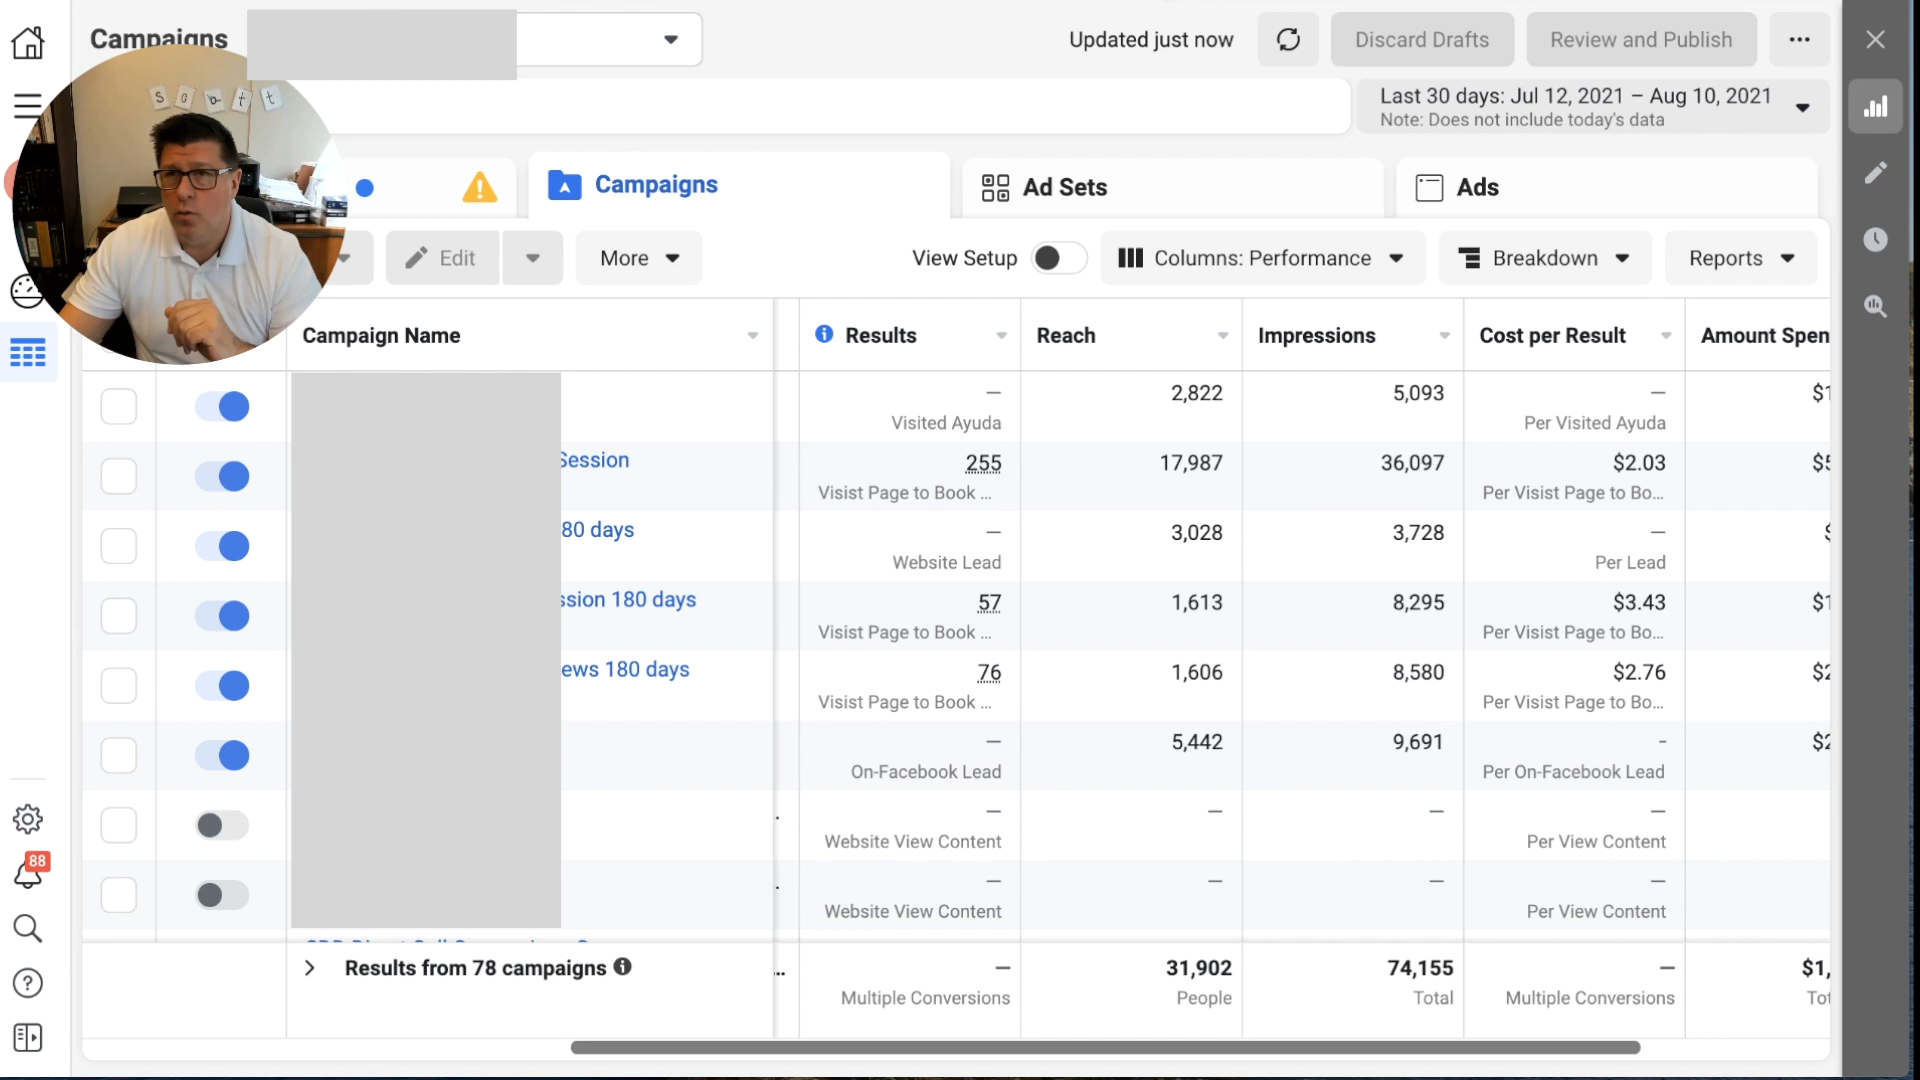 Campaigns
Updated just now
Discard Drafts
Review and Publish
Last 30 days: Jul 12, 2021 – Aug 10, 2021
Note: Does not include today's data
s a b a t t
Campaigns
Ad Sets
Ads
Edit
More
View Setup
Columns: Performance
Breakdown
Reports
Campaign Name
Results
Reach
Impressions
Cost per Result
Amount Spen
—
2,822
5,093
—
$1
Visited Ayuda
Per Visited Ayuda
Session
255
17,987
36,097
$2.03
$5
Visist Page to Book ...
Per Visist Page to Bo...
80 days
—
3,028
3,728
—
$
Website Lead
Per Lead
ssion 180 days
57
1,613
8,295
$3.43
$1
Visist Page to Book ...
Per Visist Page to Bo...
ews 180 days
76
1,606
8,580
$2.76
$2
Visist Page to Book ...
Per Visist Page to Bo...
—
5,442
9,691
-
$2
On-Facebook Lead
Per On-Facebook Lead
—
—
—
—
Website View Content
Per View Content
—
—
—
—
Website View Content
Per View Content
88
Results from 78 campaigns
...
—
31,902
74,155
—
$1,
Multiple Conversions
People
Total
Multiple Conversions
Tot